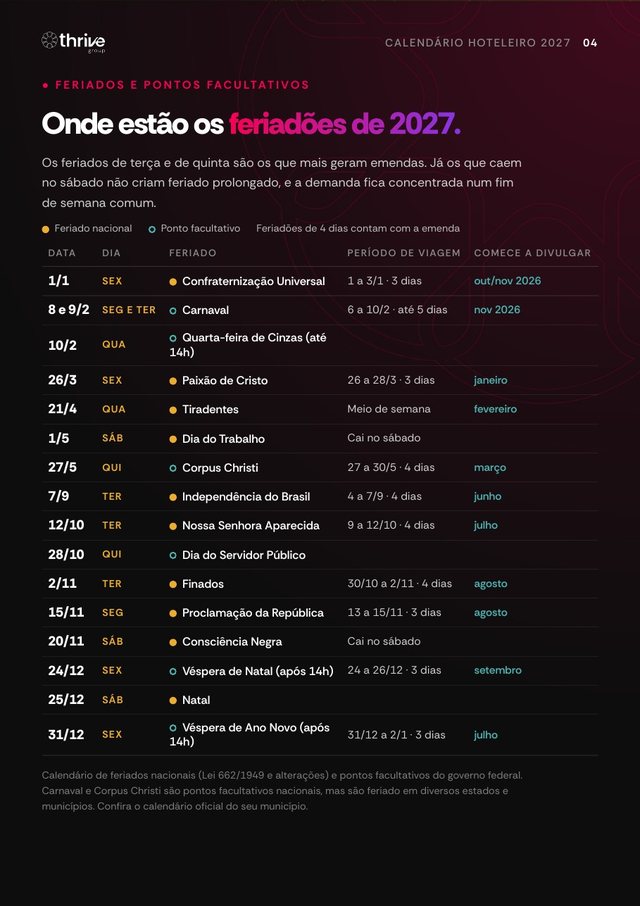 thrive
group
CALENDÁRIO HOTELEIRO 2027 04
• FERIADOS E PONTOS FACULTATIVOS
Onde estão os feriadões de 2027.
Os feriados de terça e de quinta são os que mais geram emendas. Já os que caem
no sábado não criam feriado prolongado, e a demanda fica concentrada num fim
de semana comum.
Feriado nacional Ponto facultativo Feriadões de 4 dias contam com a emenda
DATA DIA FERIADO PERÍODO DE VIAGEM COMECE A DIVULGAR
1/1 SEX Confraternização Universal 1 a 3/1 · 3 dias out/nov 2026
8 e 9/2 SEG E TER Carnaval 6 a 10/2 · até 5 dias nov 2026
10/2 QUA Quarta-feira de Cinzas (até
14h)
26/3 SEX Paixão de Cristo 26 a 28/3 · 3 dias janeiro
21/4 QUA Tiradentes Meio de semana fevereiro
1/5 SÁB Dia do Trabalho Cai no sábado
27/5 QUI Corpus Christi 27 a 30/5 · 4 dias março
7/9 TER Independência do Brasil 4 a 7/9 · 4 dias junho
12/10 TER Nossa Senhora Aparecida 9 a 12/10 · 4 dias julho
28/10 QUI Dia do Servidor Público
2/11 TER Finados 30/10 a 2/11 · 4 dias agosto
15/11 SEG Proclamação da República 13 a 15/11 · 3 dias agosto
20/11 SÁB Consciência Negra Cai no sábado
24/12 SEX Véspera de Natal (após 14h) 24 a 26/12 · 3 dias setembro
25/12 SÁB Natal
31/12 SEX Véspera de Ano Novo (após
14h) 31/12 a 2/1 · 3 dias julho
Calendário de feriados nacionais (Lei 662/1949 e alterações) e pontos facultativos do governo federal.
Carnaval e Corpus Christi são pontos facultativos nacionais, mas são feriado em diversos estados e
municípios. Confira o calendário oficial do seu município.